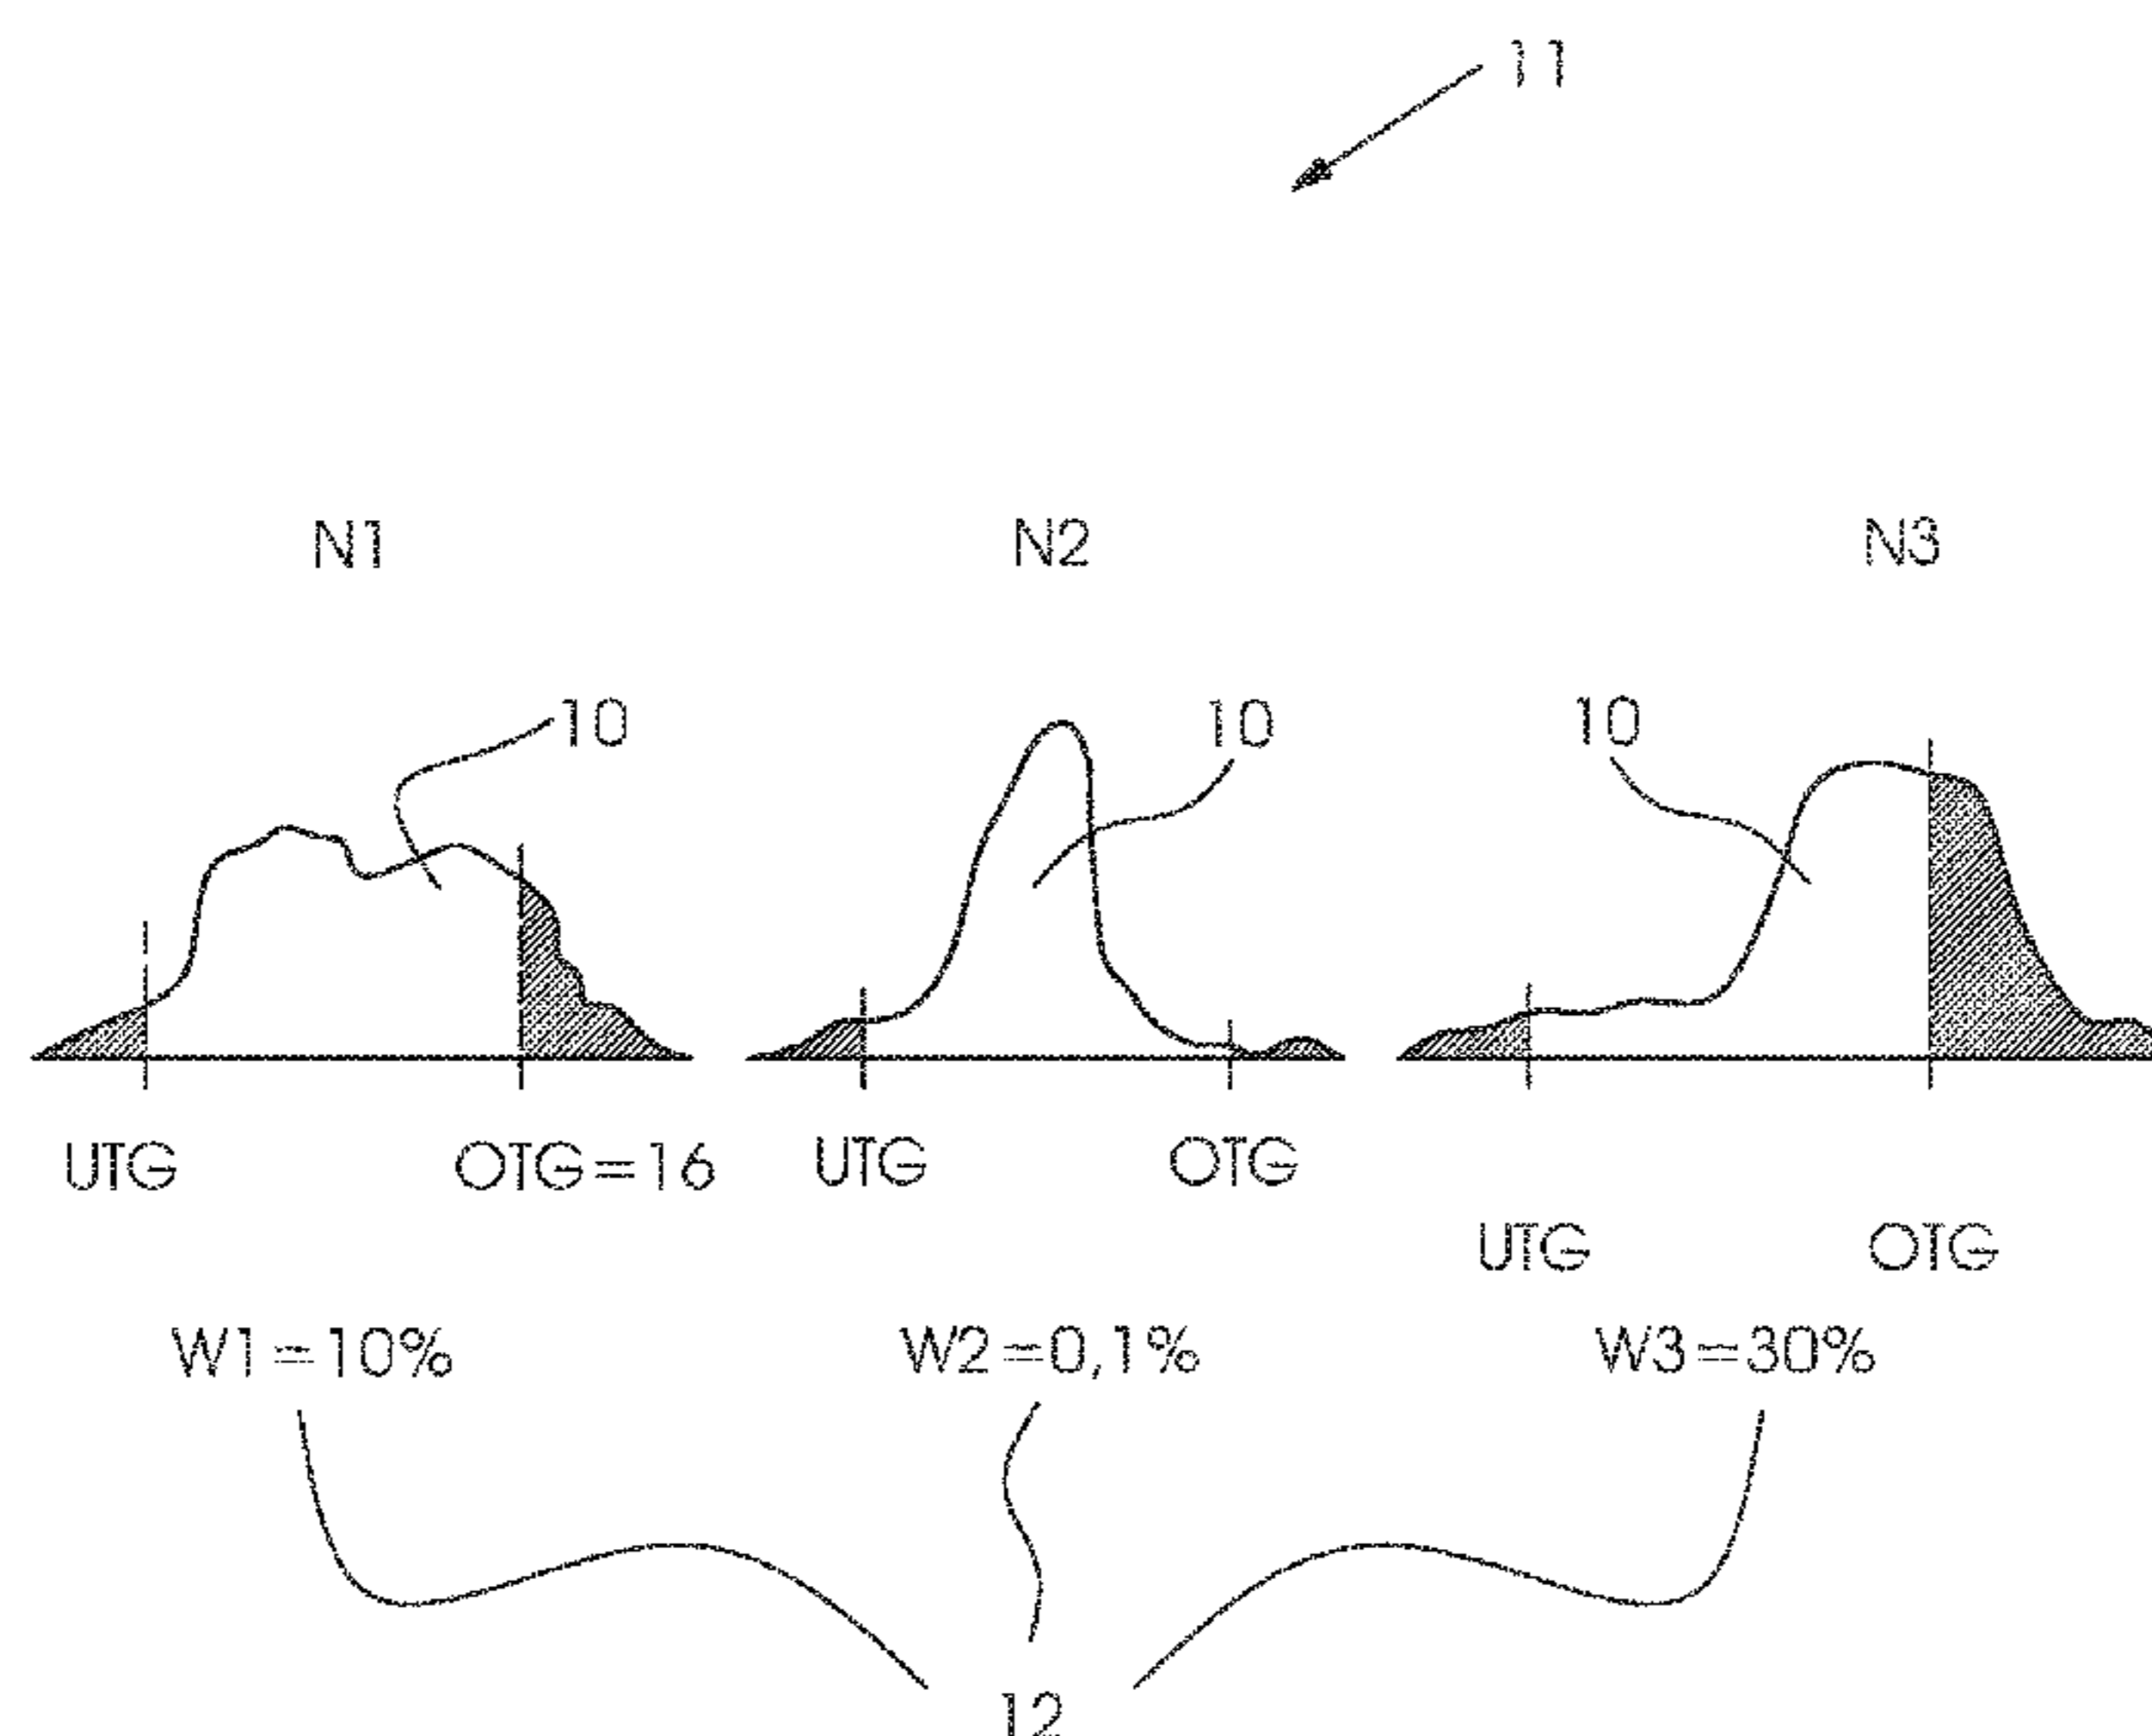 11
N1 N2 N3
10 10 10
UTG OTG=16 UTG OTG
UTG OTG
W1=10% W2=0,1% W3=30%
12